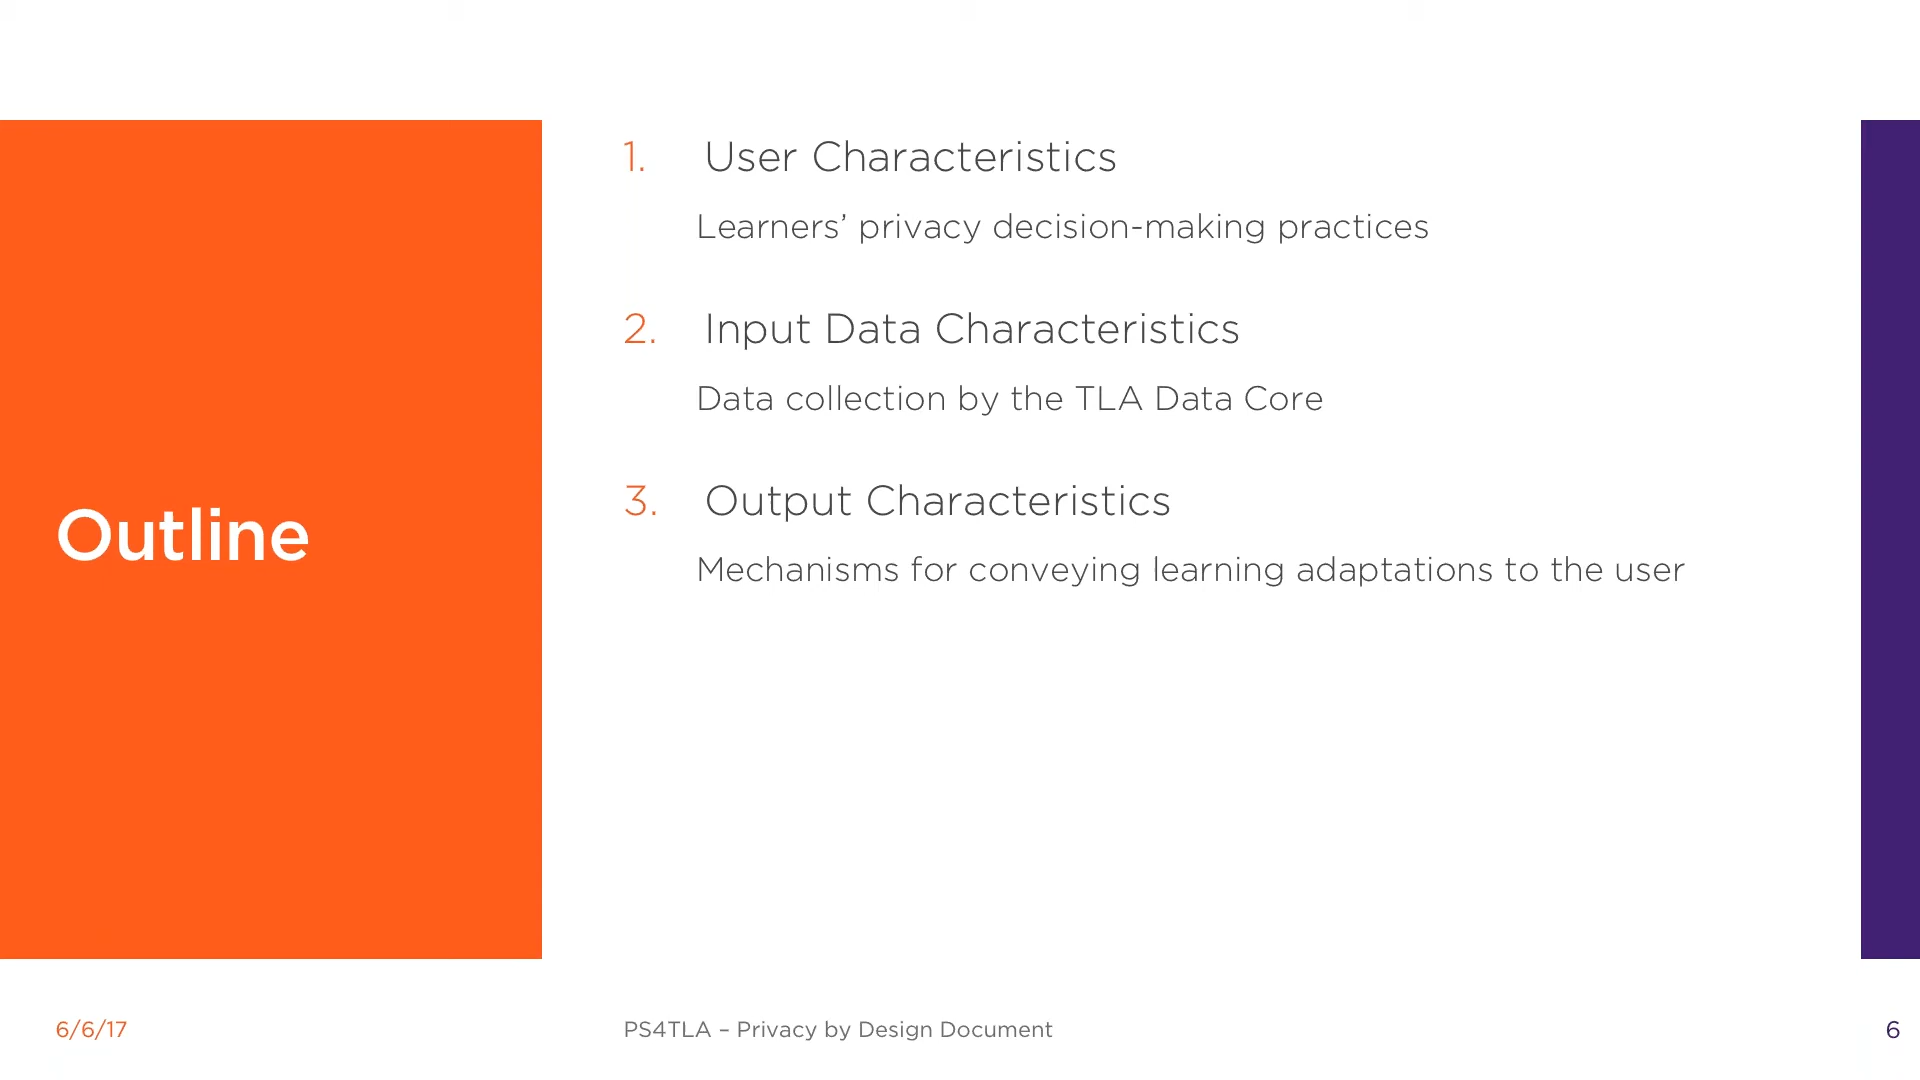 Outline
1. User Characteristics
Learners’ privacy decision-making practices
2. Input Data Characteristics
Data collection by the TLA Data Core
3. Output Characteristics
Mechanisms for conveying learning adaptations to the user
6/6/17
PS4TLA – Privacy by Design Document
6